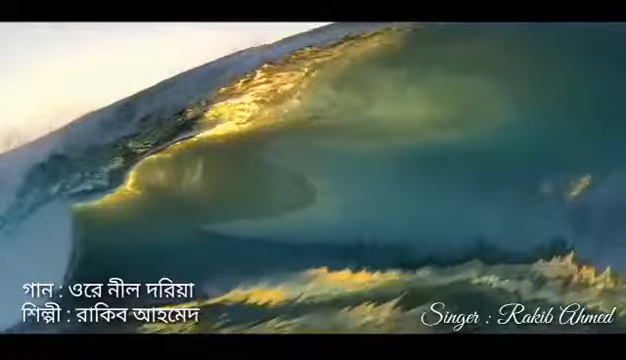 গান : ওরে নীল দরিয়া
শিল্পী : রাকিব আহমেদ
Singer : Rakib Ahmed